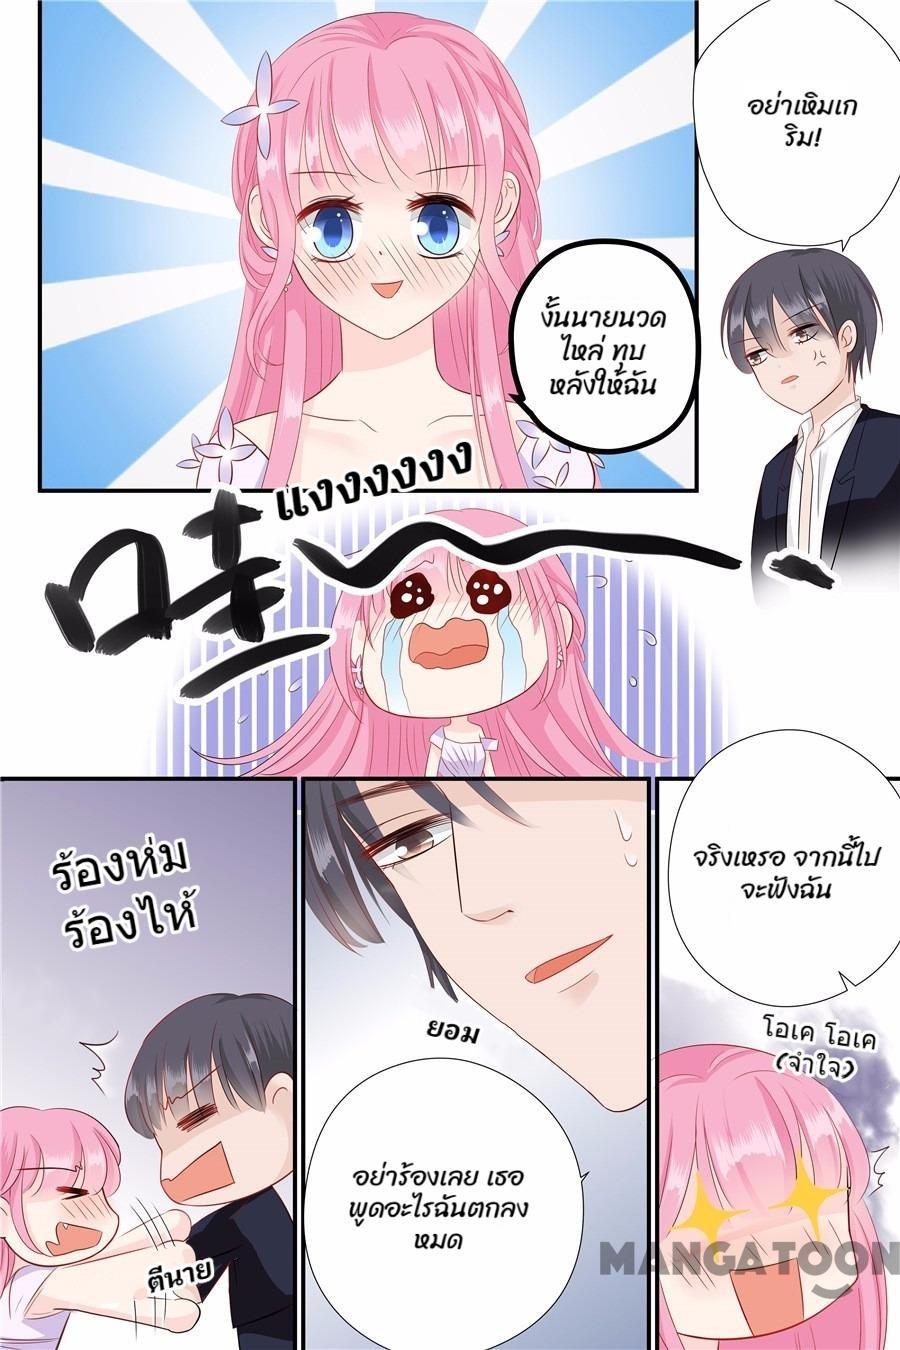 งั้นนายนวด
ไหล่ ทุบ
หลังให้ฉัน
อย่าเหิมเก
ริม!
แงงงงงงง
哇
ร้องห่ม
ร้องไห้
ตีนาย
ยอม
อย่าร้องเลย เธอ
พูดอะไรฉันตกลง
หมด
จริงเหรอ จากนี้ไป
จะฟังฉัน
โอเค โอเค
(จำใจ)
MANGATOON